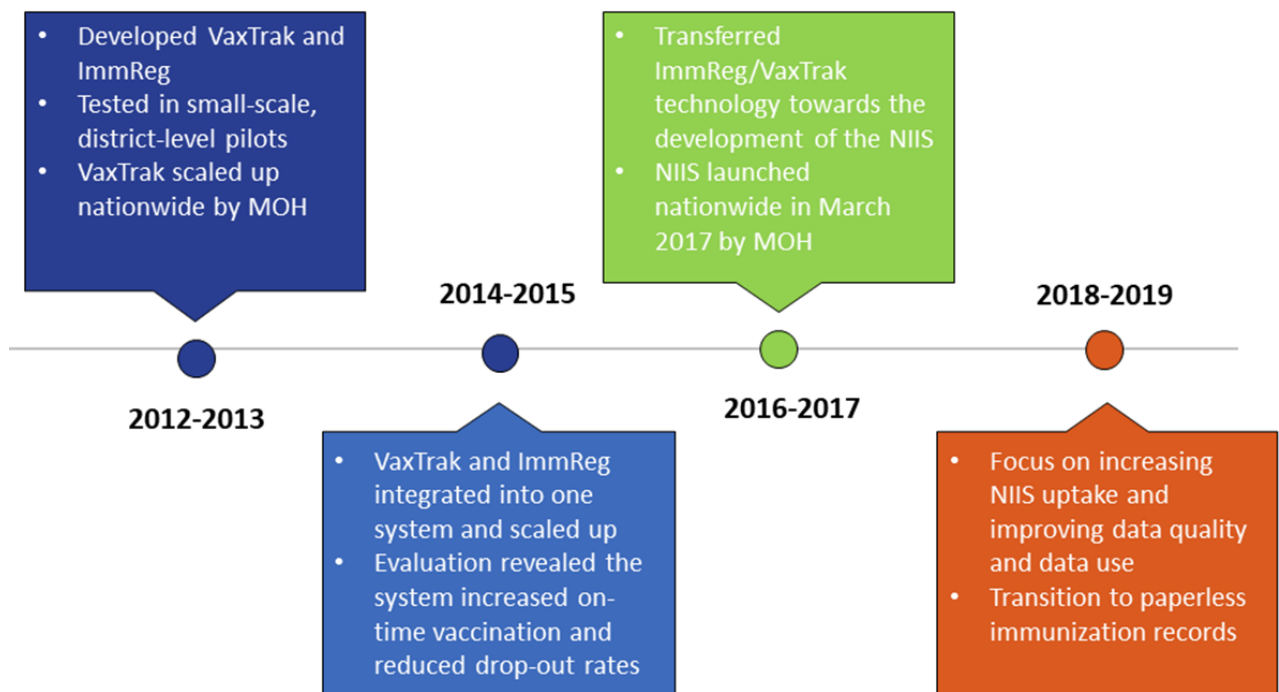 • Developed VaxTrak and
ImmReg
• Tested in small-scale,
district-level pilots
• VaxTrak scaled up
nationwide by MOH
2012-2013
2014-2015
• VaxTrak and ImmReg
integrated into one
system and scaled up
• Evaluation revealed the
system increased on-
time vaccination and
reduced drop-out rates
• Transferred
ImmReg/VaxTrak
technology towards the
development of the NIIS
• NIIS launched
nationwide in March
2017 by MOH
2016-2017
2018-2019
• Focus on increasing
NIIS uptake and
improving data quality
and data use
• Transition to paperless
immunization records